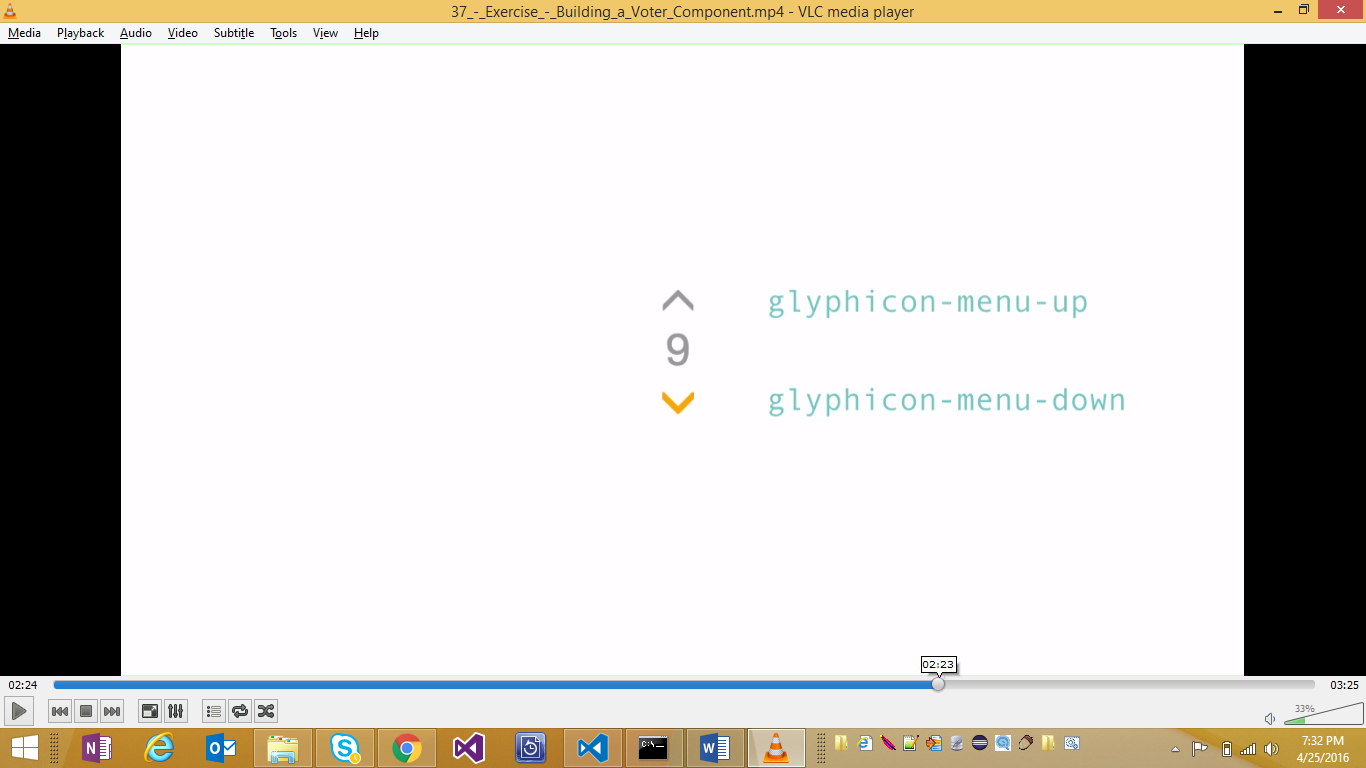 37_-_Exercise_-_Building_a_Voter_Component.mp4 - VLC media player
Media Playback Audio Video Subtitle Tools View Help
glyphicon-menu-up
9
glyphicon-menu-down
02:23
02:24
03:25
33%
N
S
O
C:\
W
7:32 PM
4/25/2016